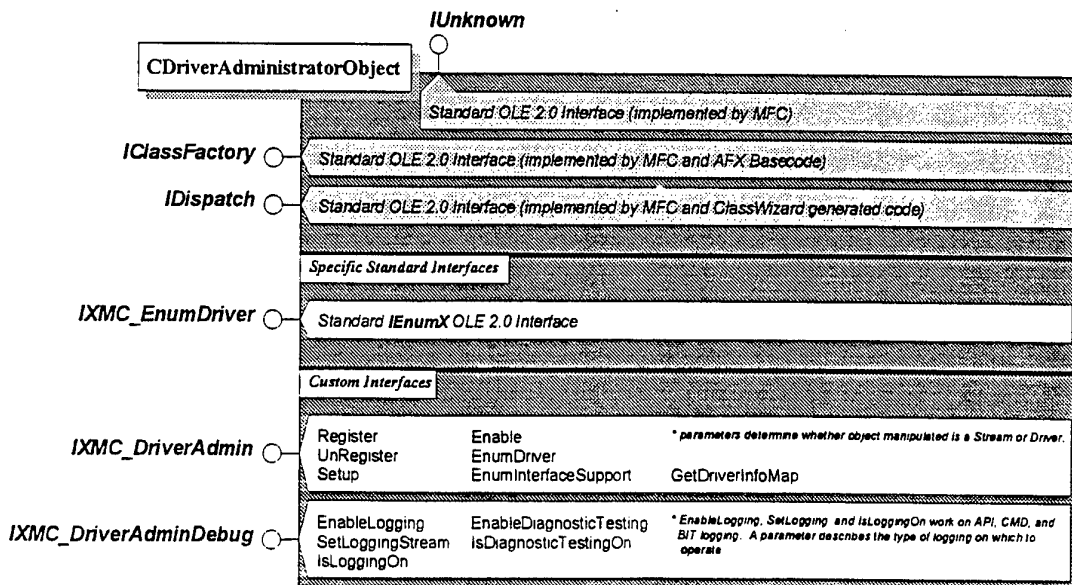 IUnknown
CDriverAdministratorObject
Standard OLE 2.0 Interface (implemented by MFC)
IClassFactory
Standard OLE 2.0 Interface (implemented by MFC and AFX Basecode)
IDispatch
Standard OLE 2.0 Interface (implemented by MFC and ClassWizard generated code)
Specific Standard Interfaces
IXMC_EnumDriver
Standard IEnumX OLE 2.0 Interface
Custom Interfaces
IXMC_DriverAdmin
Register Enable * parameters determine whether object manipulated is a Stream or Driver.
UnRegister EnumDriver
Setup EnumInterfaceSupport GetDriverInfoMap
IXMC_DriverAdminDebug
EnableLogging EnableDiagnosticTesting * EnableLogging, SetLogging and IsLoggingOn work on API, CMD, and
SetLoggingStream IsDiagnosticTestingOn BIT logging. A parameter describes the type of logging on which to
IsLoggingOn operate